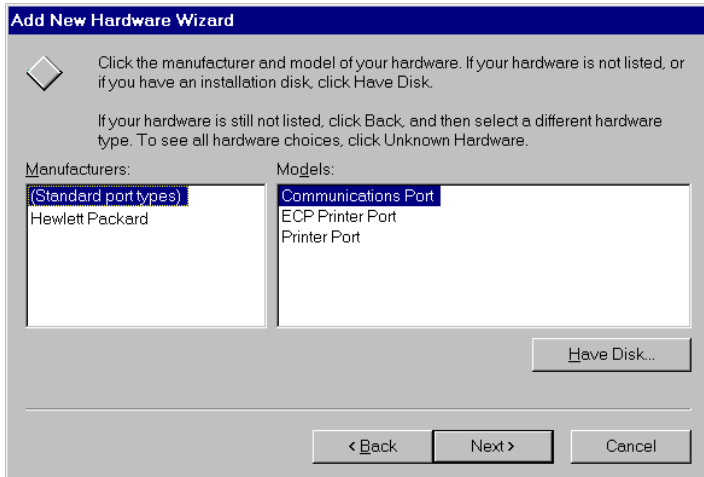 Add New Hardware Wizard
Click the manufacturer and model of your hardware. If your hardware is not listed, or
if you have an installation disk, click Have Disk.
If your hardware is still not listed, click Back, and then select a different hardware
type. To see all hardware choices, click Unknown Hardware.
Manufacturers:
Models:
(Standard port types)
Hewlett Packard
Communications Port
ECP Printer Port
Printer Port
Have Disk...
< Back
Next >
Cancel